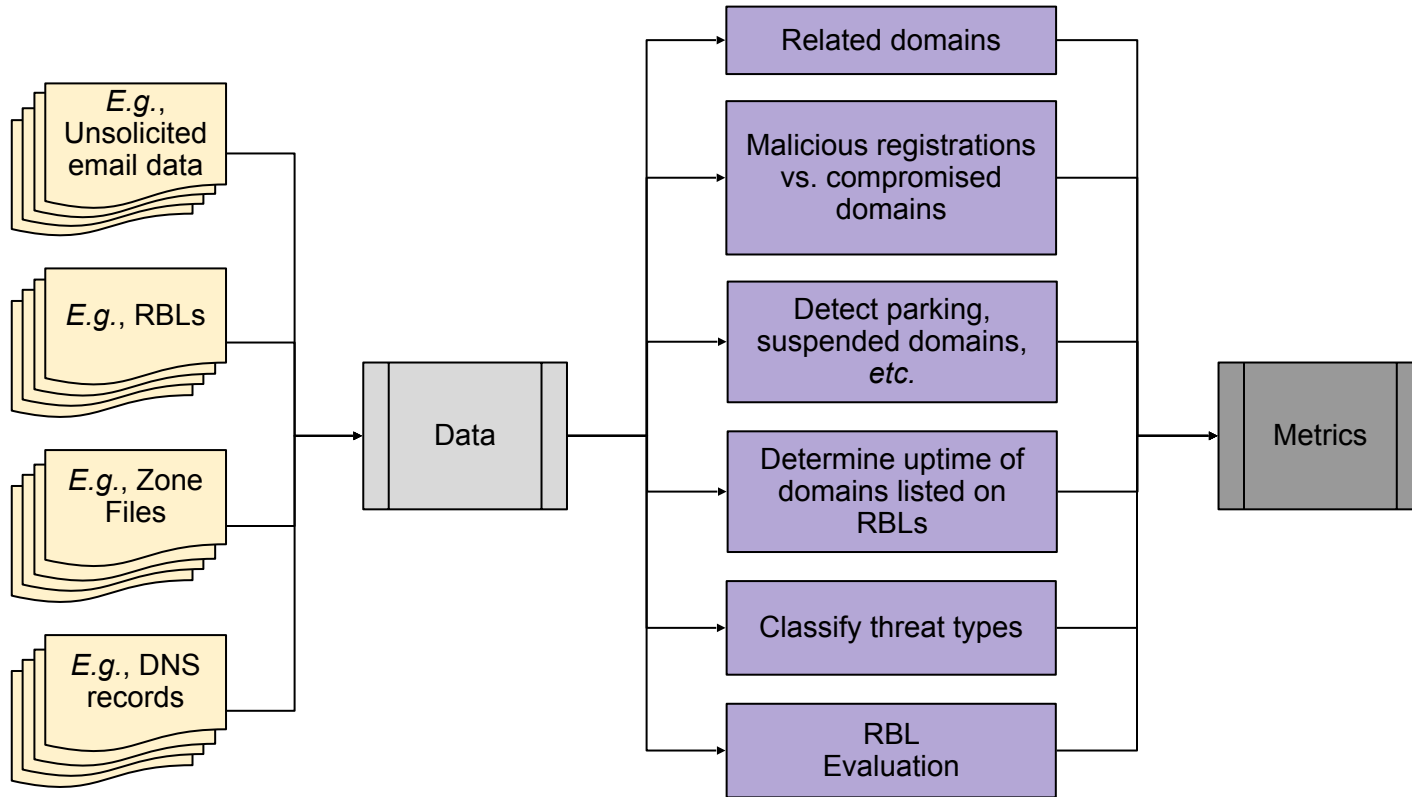 E.g.,
Unsolicited
email data
E.g., RBLs
E.g., Zone
Files
E.g., DNS
records
Data
Related domains
Malicious registrations
vs. compromised
domains
Detect parking,
suspended domains,
etc.
Determine uptime of
domains listed on
RBLs
Classify threat types
RBL
Evaluation
Metrics